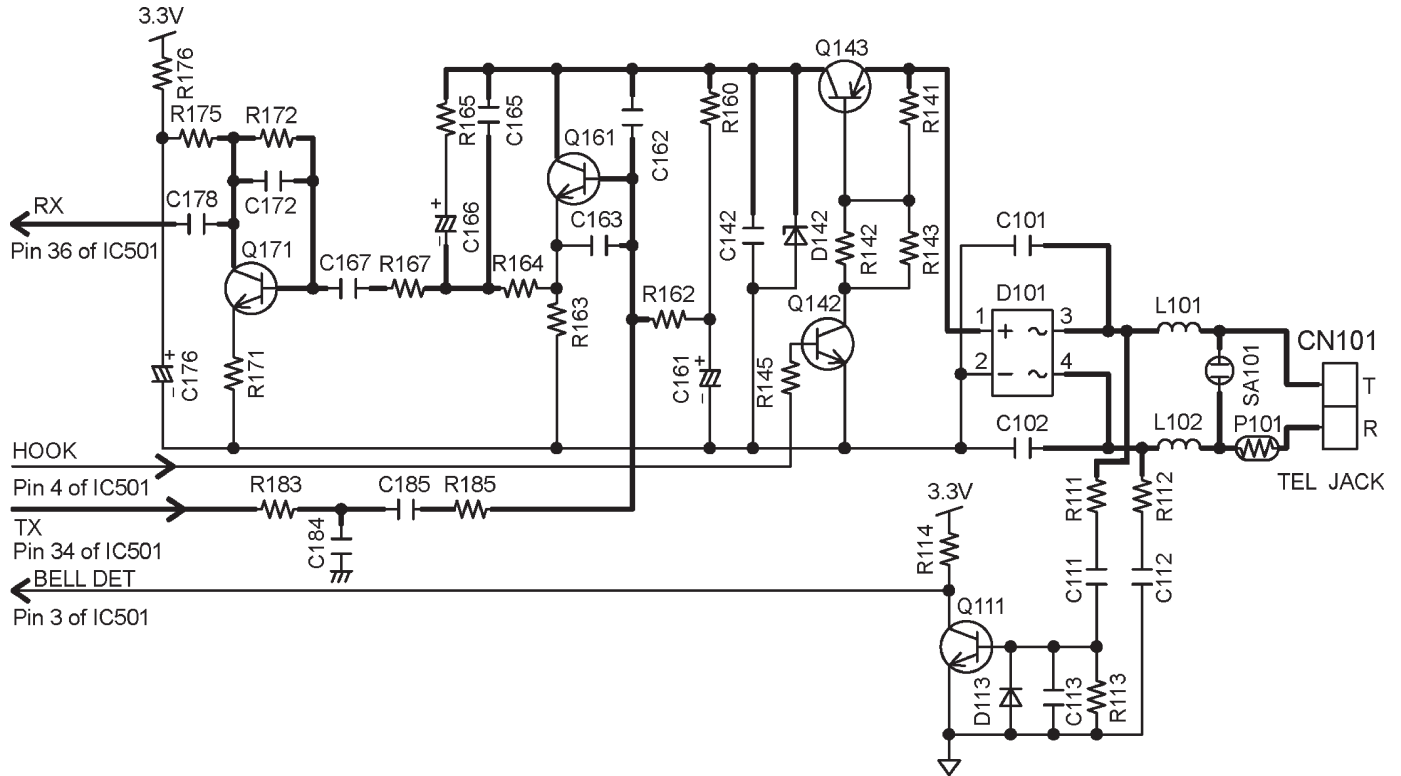 3.3V
R176
R175
R172
C172
C178
RX
Pin 36 of IC501
Q171
R171
C176
+
−
C167
R167
R165
C165
C166
+
−
Q161
C162
C163
R164
R163
R162
R160
C161
+
−
C142
D142
Q143
R141
R142
R143
Q142
R145
C101
D101
1
+
~
3
2
−
~
4
C102
L101
L102
SA101
P101
CN101
T
R
TEL JACK
HOOK
Pin 4 of IC501
TX
Pin 34 of IC501
R183
C184
C185
R185
BELL DET
Pin 3 of IC501
3.3V
R114
Q111
D113
C113
R113
R111
C111
R112
C112